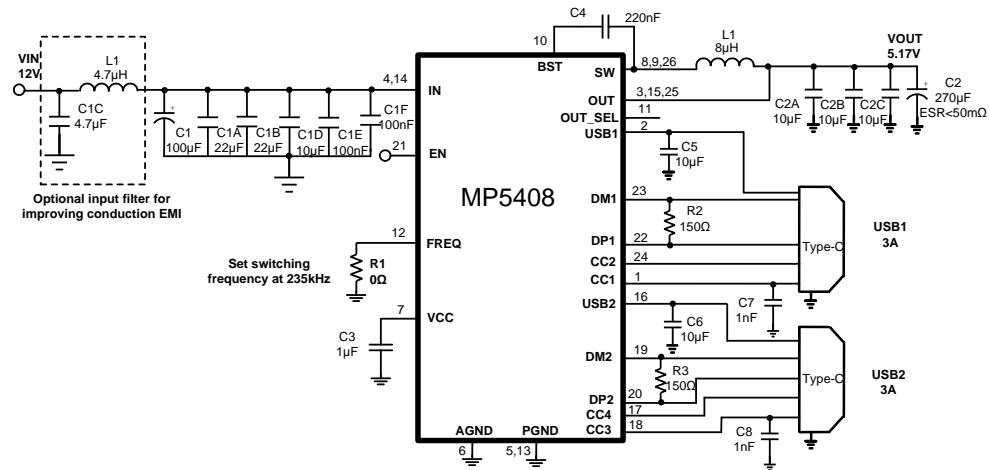 C4
220nF
10
BST
VIN
12V
L1
4.7µH
C1C
4.7µF
Optional input filter for
improving conduction EMI
C1
100µF
C1A
22µF
C1B
22µF
C1D
10µF
C1E
100nF
C1F
100nF
4,14
IN
21
EN
12
FREQ
Set switching
frequency at 235kHz
R1
0Ω
7
VCC
C3
1µF
MP5408
AGND
6
PGND
5,13
SW
8,9,26
L1
8µH
VOUT
5.17V
OUT
3,15,25
OUT_SEL
11
C2A
10µF
C2B
10µF
C2C
10µF
C2
270µF
ESR<50mΩ
USB1
2
C5
10µF
DM1
23
R2
150Ω
DP1
22
CC2
24
CC1
1
C7
1nF
Type-C
USB1
3A
USB2
16
C6
10µF
DM2
19
R3
150Ω
DP2
20
CC4
17
CC3
18
C8
1nF
Type-C
USB2
3A